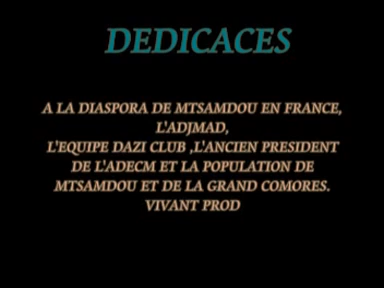 DEDICACES
A LA DIASPORA DE MTSAMDOU EN FRANCE,
L'ADJMAD,
L'EQUIPE DAZI CLUB ,L'ANCIEN PRESIDENT
DE L'ADECM ET LA POPULATION DE
MTSAMDOU ET DE LA GRAND COMORES.
VIVANT PROD